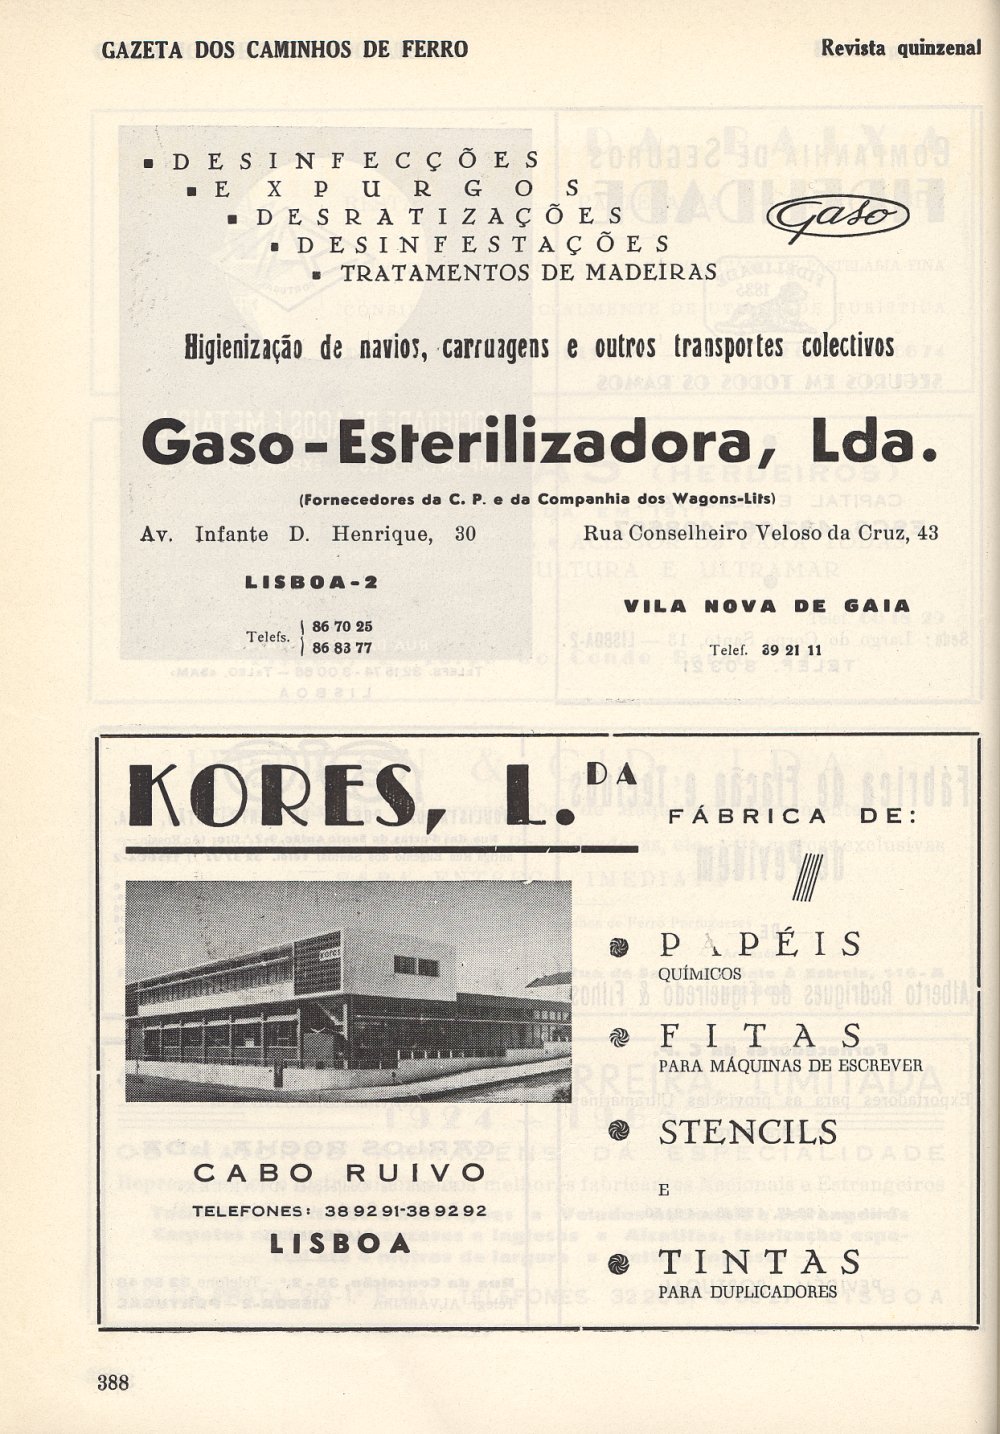 GAZETA DOS CAMINHOS DE FERRO
Revista quinzenal
▪ DESINFECÇÕES
▪ EXPURGOS
▪ DESRATIZAÇÕES
▪ DESINFESTAÇÕES
▪ TRATAMENTOS DE MADEIRAS
Gaso
Higienização de navios, carruagens e outros transportes colectivos
Gaso-Esterilizadora, Lda.
(Fornecedores da C. P. e da Companhia dos Wagons-Lits)
Av. Infante D. Henrique, 30
LISBOA-2
Telefs. 86 70 25
86 83 77
Rua Conselheiro Veloso da Cruz, 43
VILA NOVA DE GAIA
Telef. 39 21 11
KORES, L.DA
FÁBRICA DE:
kores
CABO RUIVO
TELEFONES: 38 92 91-38 92 92
LISBOA
PAPÉIS
QUÍMICOS
FITAS
PARA MÁQUINAS DE ESCREVER
STENCILS
E
TINTAS
PARA DUPLICADORES
388